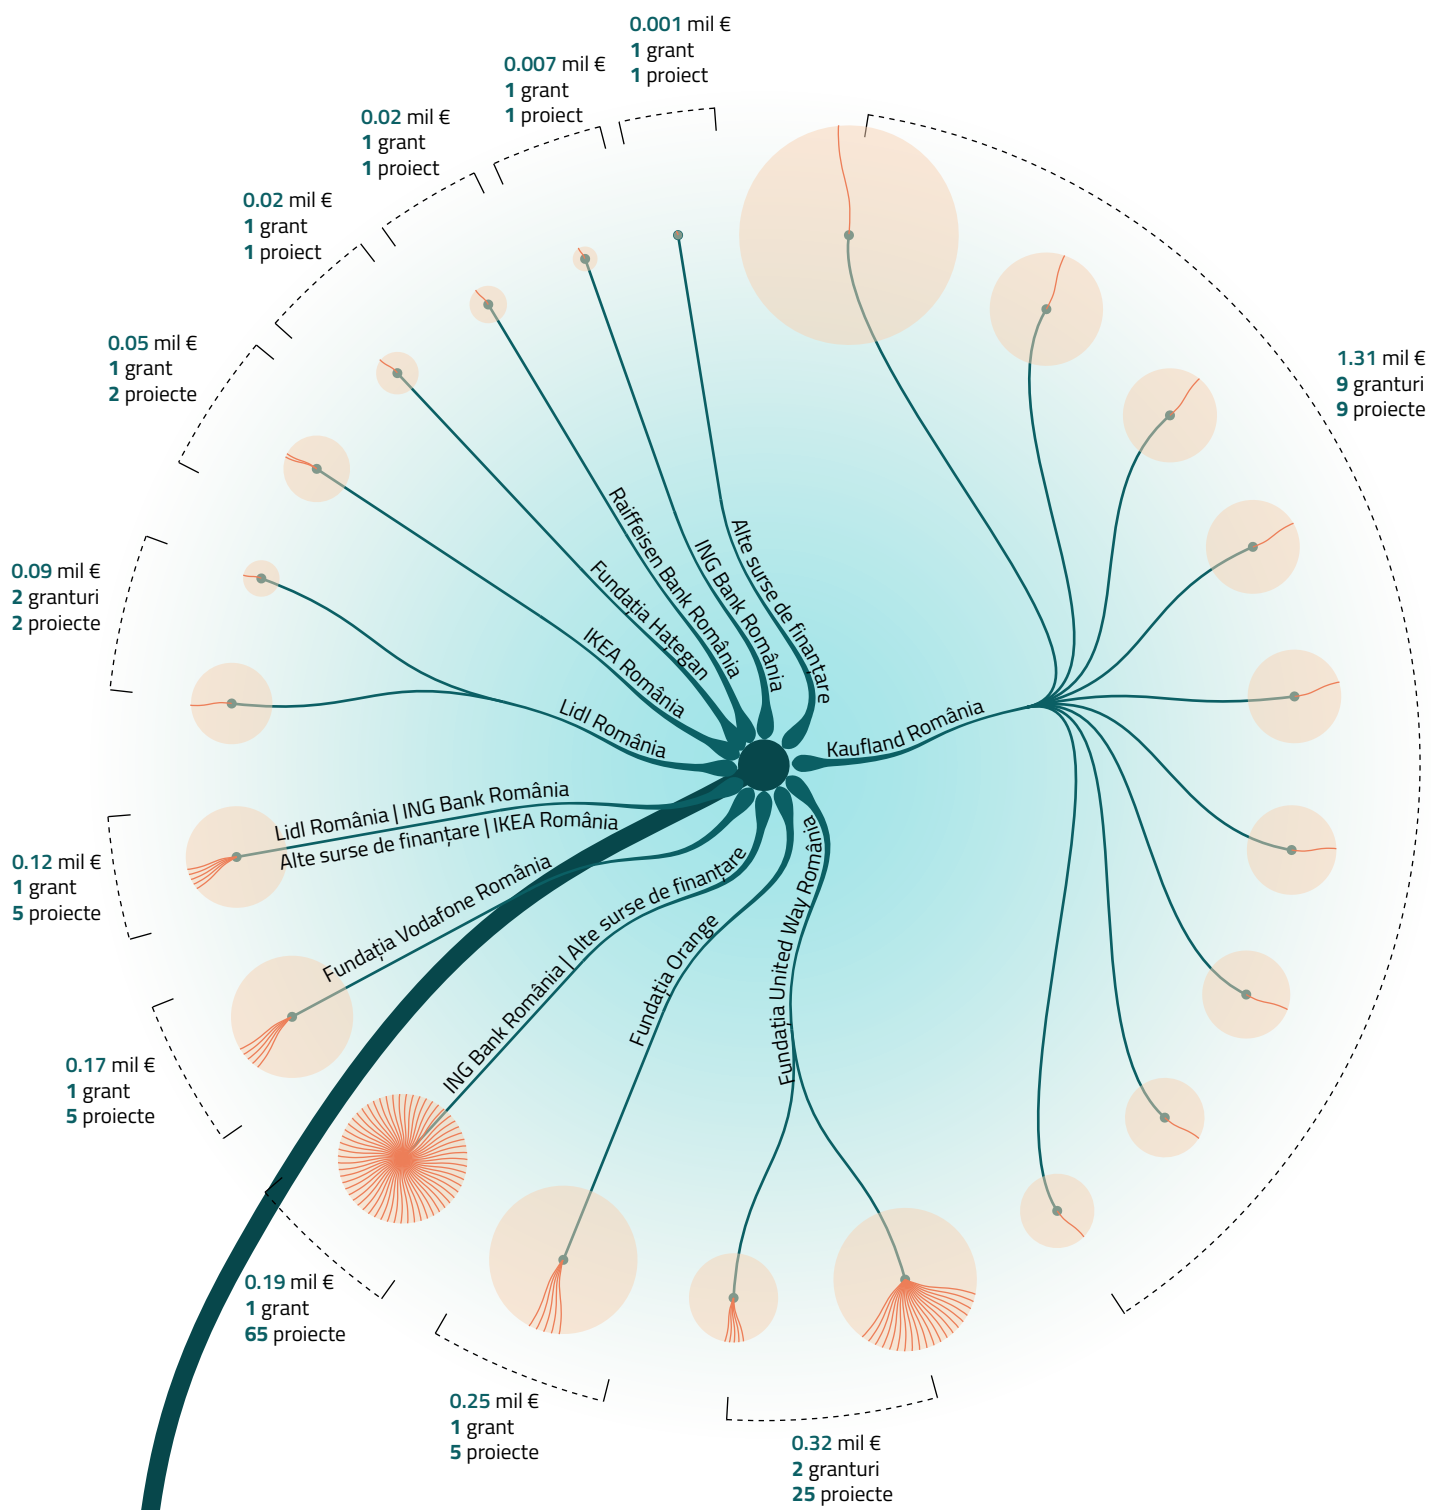 0.001 mil €
1 grant
1 proiect
0.007 mil €
1 grant
1 proiect
0.02 mil €
1 grant
1 proiect
0.02 mil €
1 grant
1 proiect
0.05 mil €
1 grant
2 proiecte
0.09 mil €
2 granturi
2 proiecte
0.12 mil €
1 grant
5 proiecte
0.17 mil €
1 grant
5 proiecte
0.19 mil €
1 grant
65 proiecte
0.25 mil €
1 grant
5 proiecte
0.32 mil €
2 granturi
25 proiecte
1.31 mil €
9 granturi
9 proiecte
Alte surse de finanțare
ING Bank România
Raiffeisen Bank România
Fundația Hațegan
IKEA România
Lidl România
Lidl România | ING Bank România
Alte surse de finanțare | IKEA România
Fundația Vodafone România
ING Bank România | Alte surse de finanțare
Fundația Orange
Fundația United Way România
Kaufland România